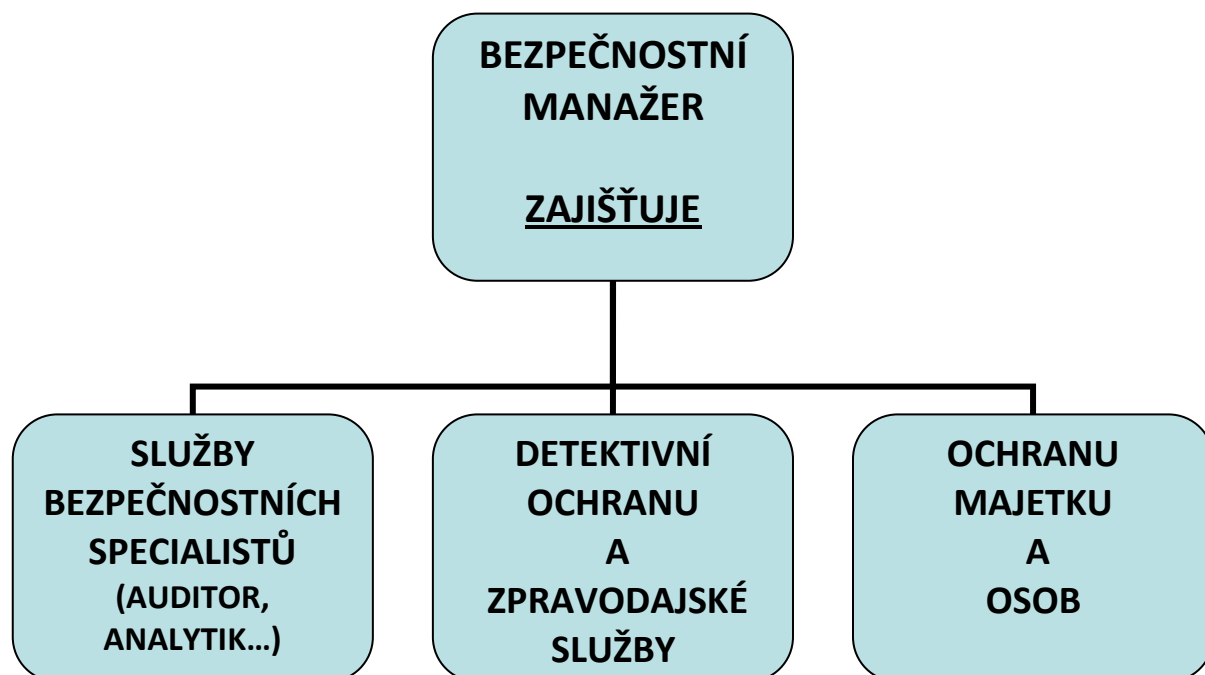 BEZPEČNOSTNÍ
MANAŽER
ZAJIŠŤUJE
SLUŽBY
BEZPEČNOSTNÍCH
SPECIALISTŮ
(AUDITOR,
ANALYTIK…)
DETEKTIVNÍ
OCHRANU
A
ZPRAVODAJSKÉ
SLUŽBY
OCHRANU
MAJETKU
A
OSOB